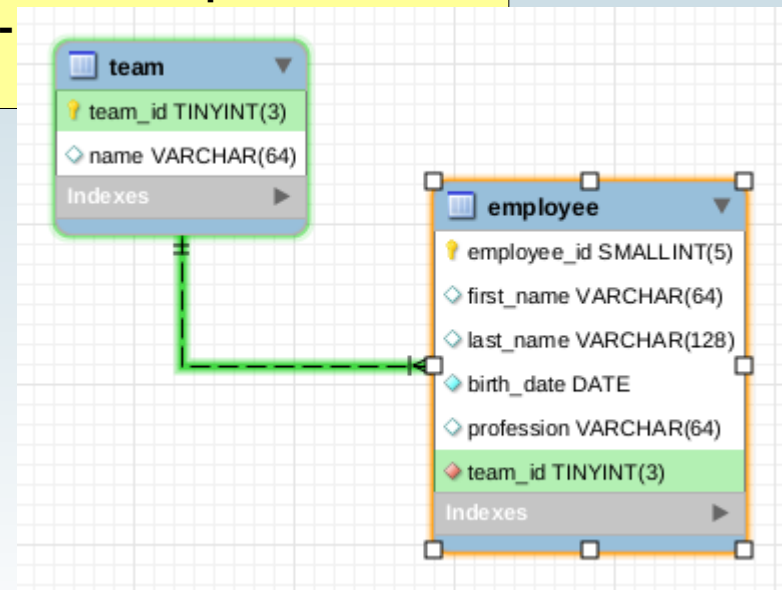 team
team_id TINYINT(3)
name VARCHAR(64)
Indexes
employee
employee_id SMALLINT(5)
first_name VARCHAR(64)
last_name VARCHAR(128)
birth_date DATE
profession VARCHAR(64)
team_id TINYINT(3)
Indexes